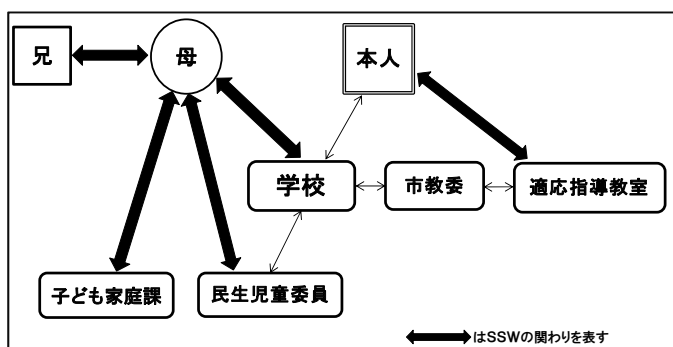 兄
母
本人
学校
市教委
適応指導教室
子ども家庭課
民生児童委員
はSSWの関わりを表す